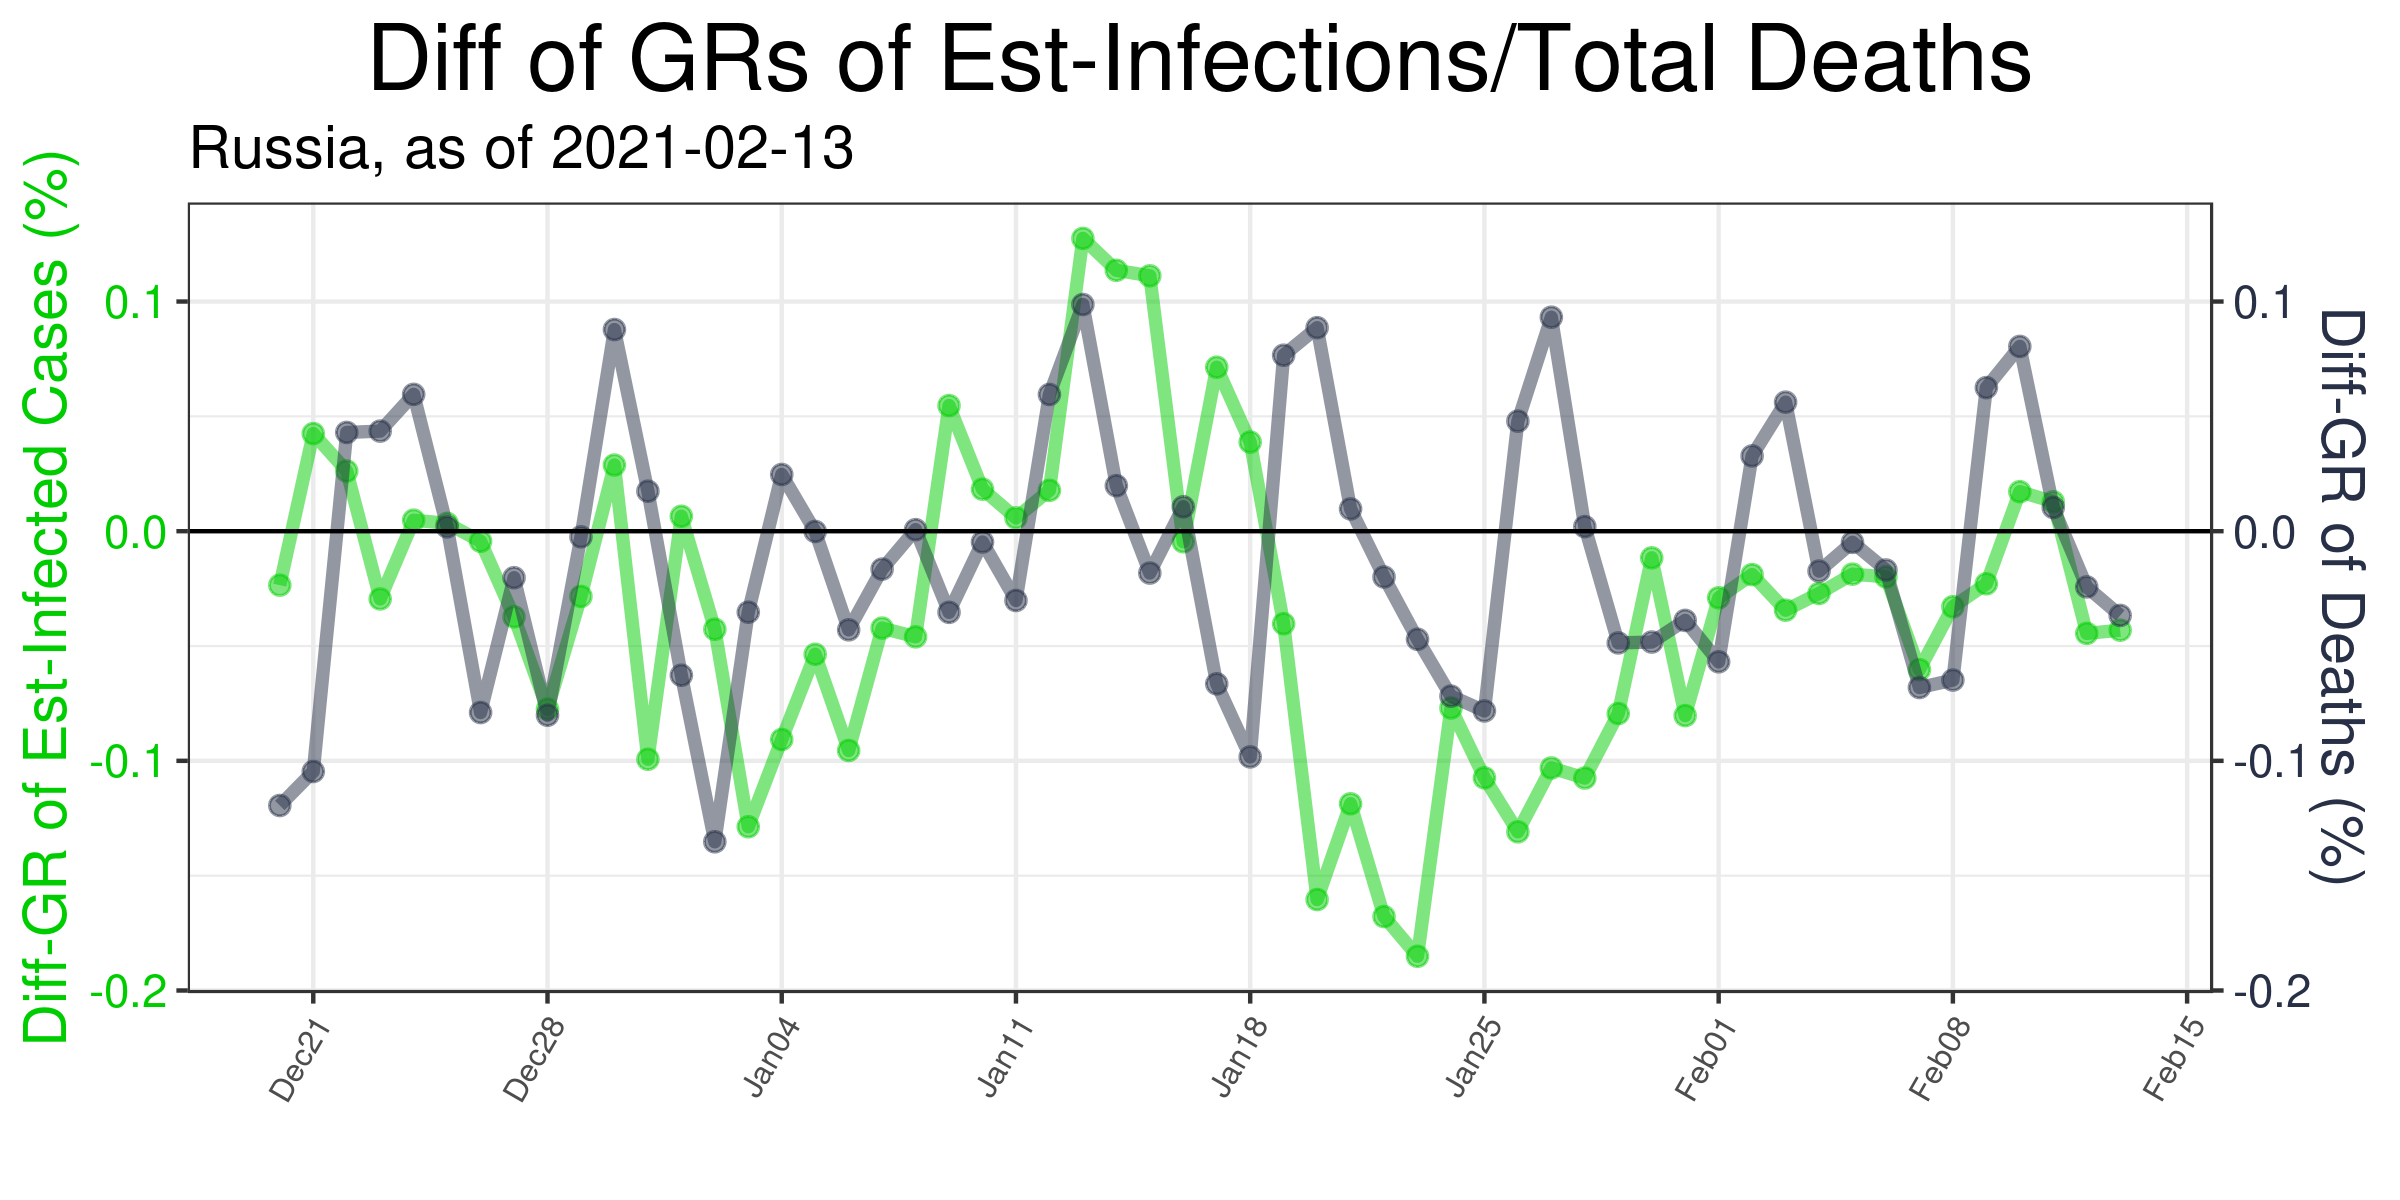 Diff of GRs of Est-Infections/Total Deaths
Russia, as of 2021-02-13
Diff-GR of Est-Infected Cases (%)
0.1
0.0
-0.1
-0.2
0.1
0.0
-0.1
-0.2
Diff-GR of Deaths (%)
Dec21
Dec28
Jan04
Jan11
Jan18
Jan25
Feb01
Feb08
Feb15